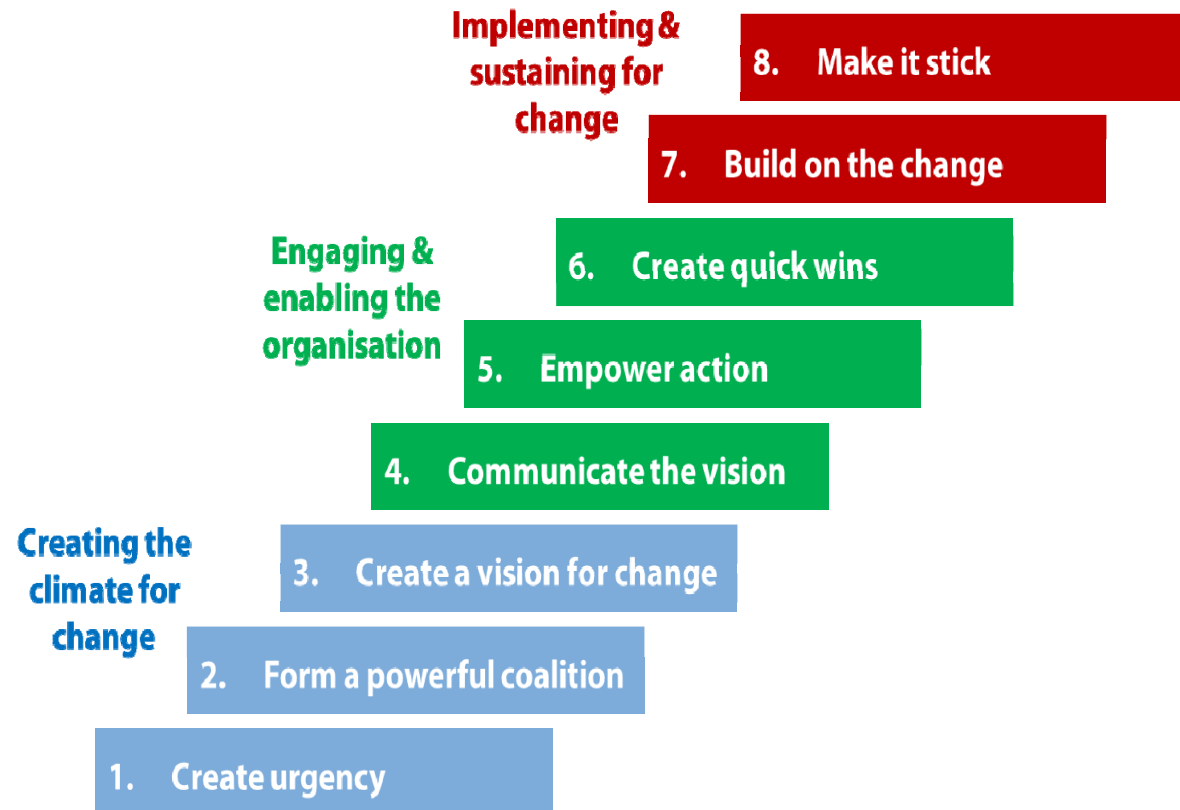 Implementing &
sustaining for
change
8. Make it stick
7. Build on the change
Engaging &
enabling the
organisation
6. Create quick wins
5. Empower action
4. Communicate the vision
Creating the
climate for
change
3. Create a vision for change
2. Form a powerful coalition
1. Create urgency